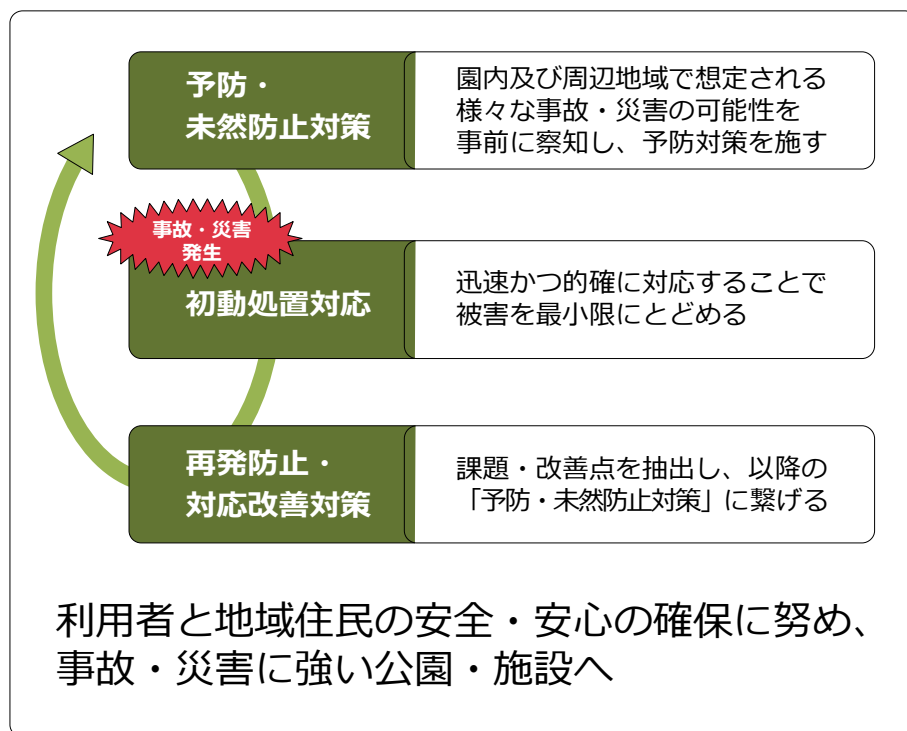 予防・
未然防止対策
園内及び周辺地域で想定される
様々な事故・災害の可能性を
事前に察知し、予防対策を施す
事故・災害
発生
初動処置対応
迅速かつ的確に対応することで
被害を最小限にとどめる
再発防止・
対応改善対策
課題・改善点を抽出し、以降の
「予防・未然防止対策」に繋げる
利用者と地域住民の安全・安心の確保に努め、
事故・災害に強い公園・施設へ